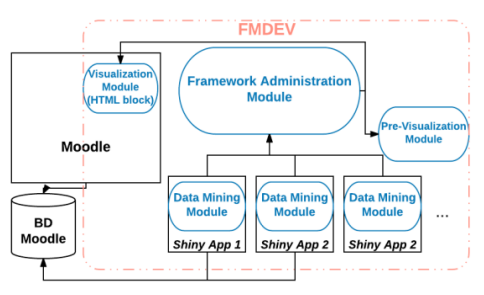 FMDEV
Visualization
Module
(HTML block)
Framework Administration
Module
Pre-Visualization
Module
Moodle
Data Mining
Module
Data Mining
Module
Data Mining
Module
...
BD
Moodle
Shiny App 1
Shiny App 2
Shiny App 2